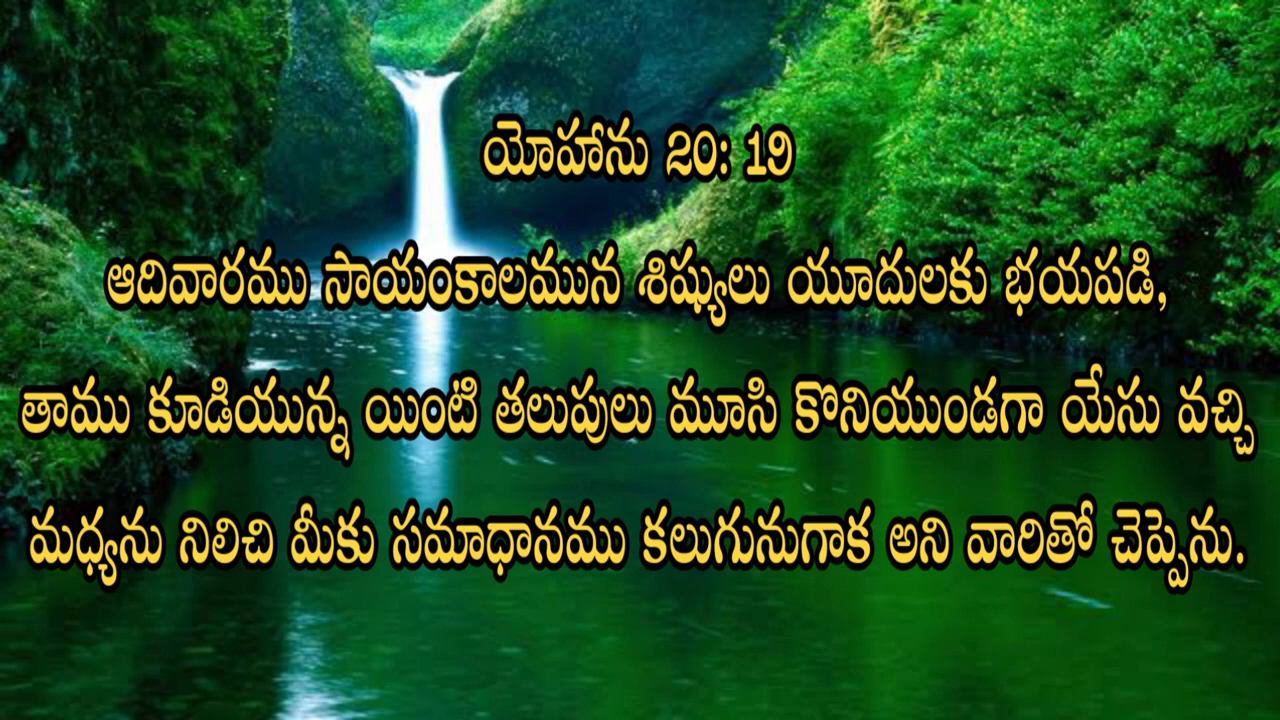 యోహాను 20: 19
ఆదివారము సాయంకాలమున శిష్యులు యూదులకు భయపడి,
తాము కూడియున్న యింటి తలుపులు మూసి కొనియుండగా యేసు వచ్చి
మధ్యను నిలిచి మీకు సమాధానము కలుగునుగాక అని వారితో చెప్పెను.